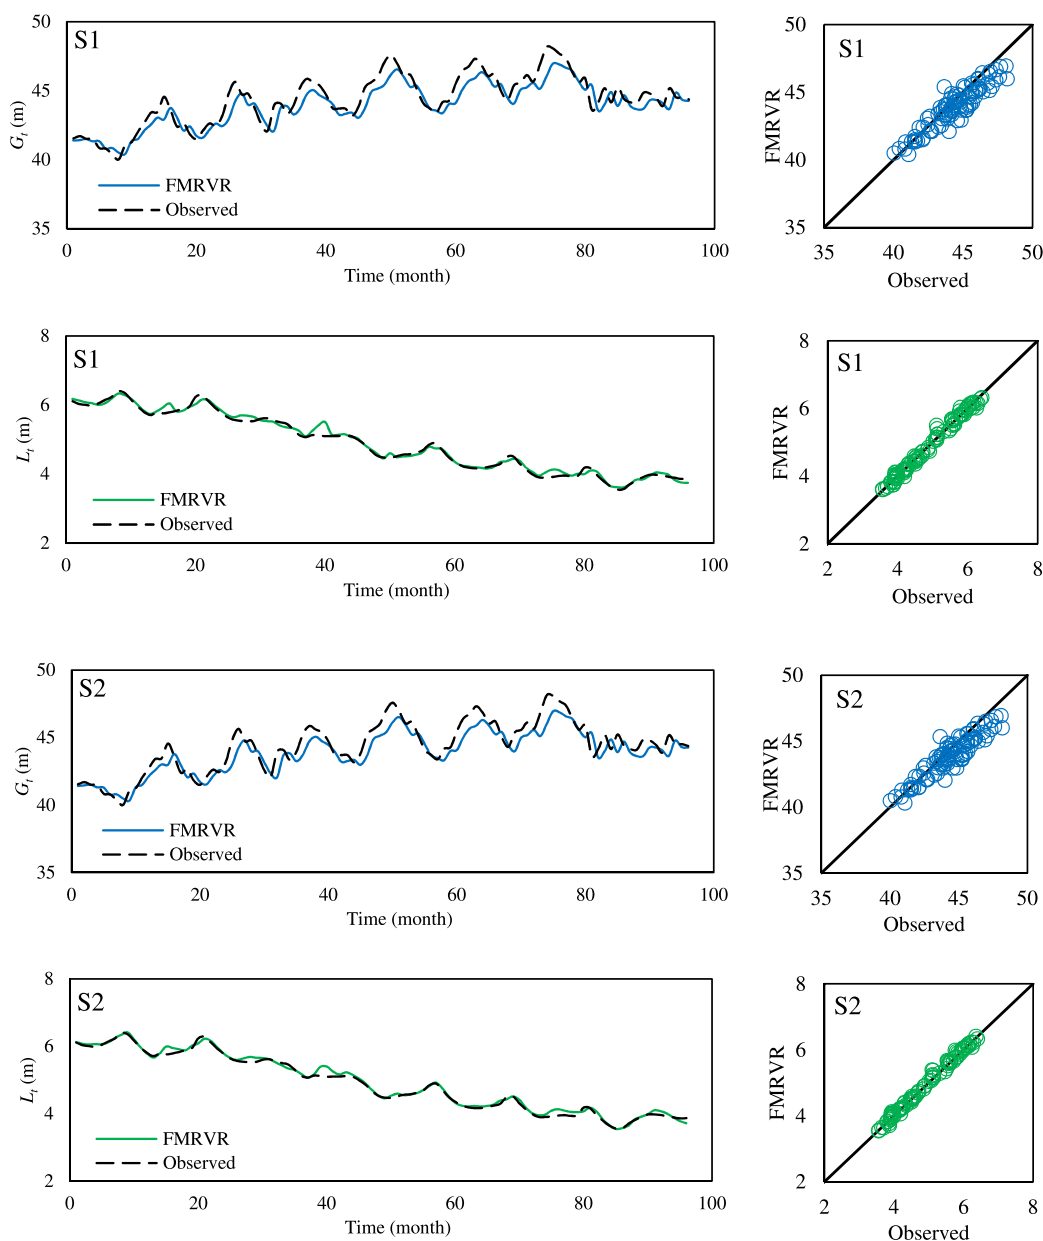 S1
50
45
40
35
Gt (m)
FMRVR
Observed
0 20 40 60 80 100
Time (month)
S1
50
45
40
35
FMRVR
35 40 45 50
Observed
S1
8
6
4
2
Lt (m)
FMRVR
Observed
0 20 40 60 80 100
Time (month)
S1
8
6
4
2
FMRVR
2 4 6 8
Observed
S2
50
45
40
35
Gt (m)
FMRVR
Observed
0 20 40 60 80 100
Time (month)
S2
50
45
40
35
FMRVR
35 40 45 50
Observed
S2
8
6
4
2
Lt (m)
FMRVR
Observed
0 20 40 60 80 100
Time (month)
S2
8
6
4
2
FMRVR
2 4 6 8
Observed